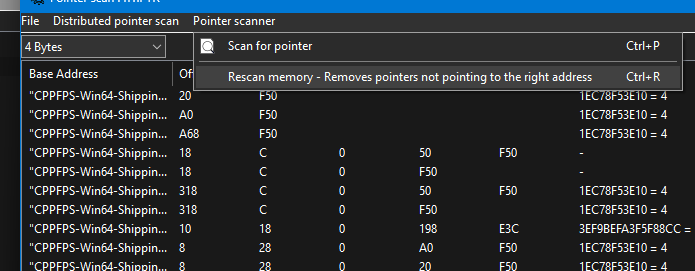 File Distributed pointer scan Pointer scanner
4 Bytes
Scan for pointer Ctrl+P
Rescan memory - Removes pointers not pointing to the right address Ctrl+R
Base Address
"CPPFPS-Win64-Shippin... 20 F50 1EC78F53E10 = 4
"CPPFPS-Win64-Shippin... A0 F50 1EC78F53E10 = 4
"CPPFPS-Win64-Shippin... A68 F50 1EC78F53E10 = 4
"CPPFPS-Win64-Shippin... 18 C 0 50 F50 -
"CPPFPS-Win64-Shippin... 18 C 0 F50 -
"CPPFPS-Win64-Shippin... 318 C 0 50 F50 1EC78F53E10 = 4
"CPPFPS-Win64-Shippin... 318 C 0 F50 1EC78F53E10 = 4
"CPPFPS-Win64-Shippin... 10 18 0 198 E3C 3EF9BEFA3F5F88CC =
"CPPFPS-Win64-Shippin... 8 28 0 A0 F50 1EC78F53E10 = 4
"CPPFPS-Win64-Shippin... 8 28 0 20 F50 1EC78F53E10 = 4